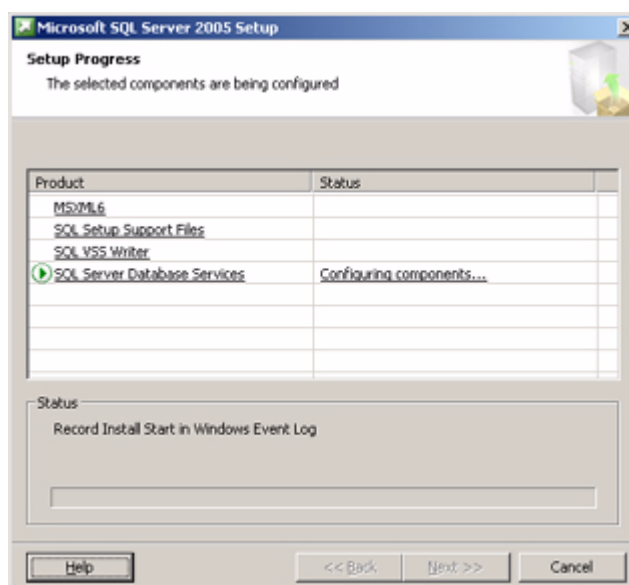 Microsoft SQL Server 2005 Setup
Setup Progress
The selected components are being configured
Product Status
MSXML6
SQL Setup Support Files
SQL VSS Writer
SQL Server Database Services Configuring components...
Status
Record Install Start in Windows Event Log
Help << Back Next >> Cancel